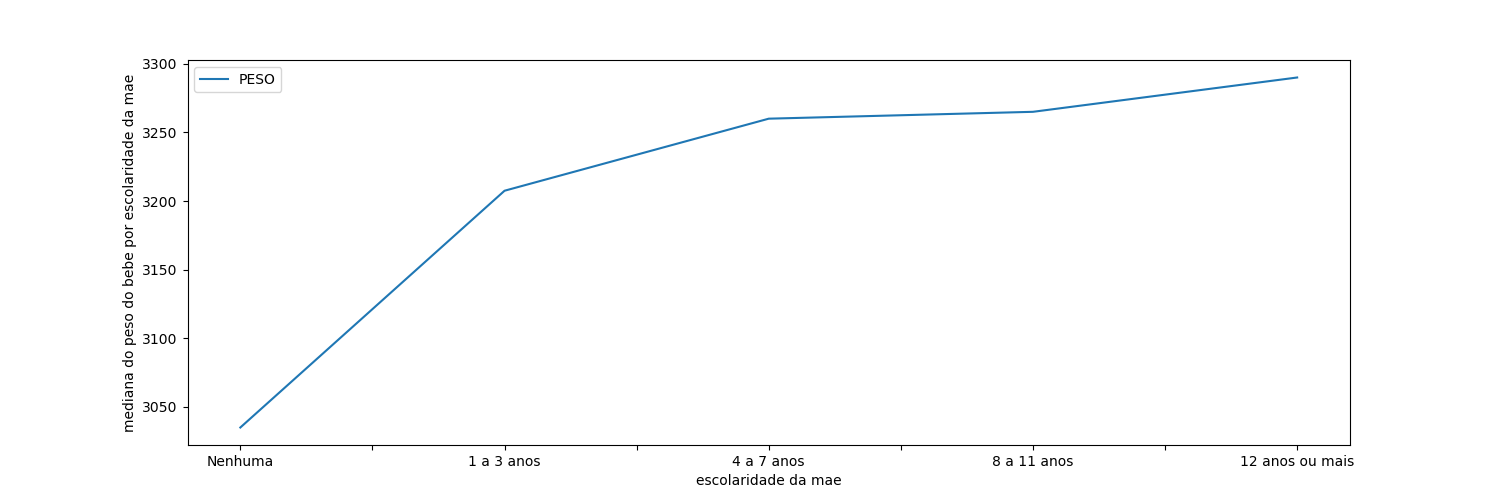 3300
3250
3200
3150
3100
3050
mediana do peso do bebe por escolaridade da mae
PESO
Nenhuma
1 a 3 anos
4 a 7 anos
8 a 11 anos
12 anos ou mais
escolaridade da mae